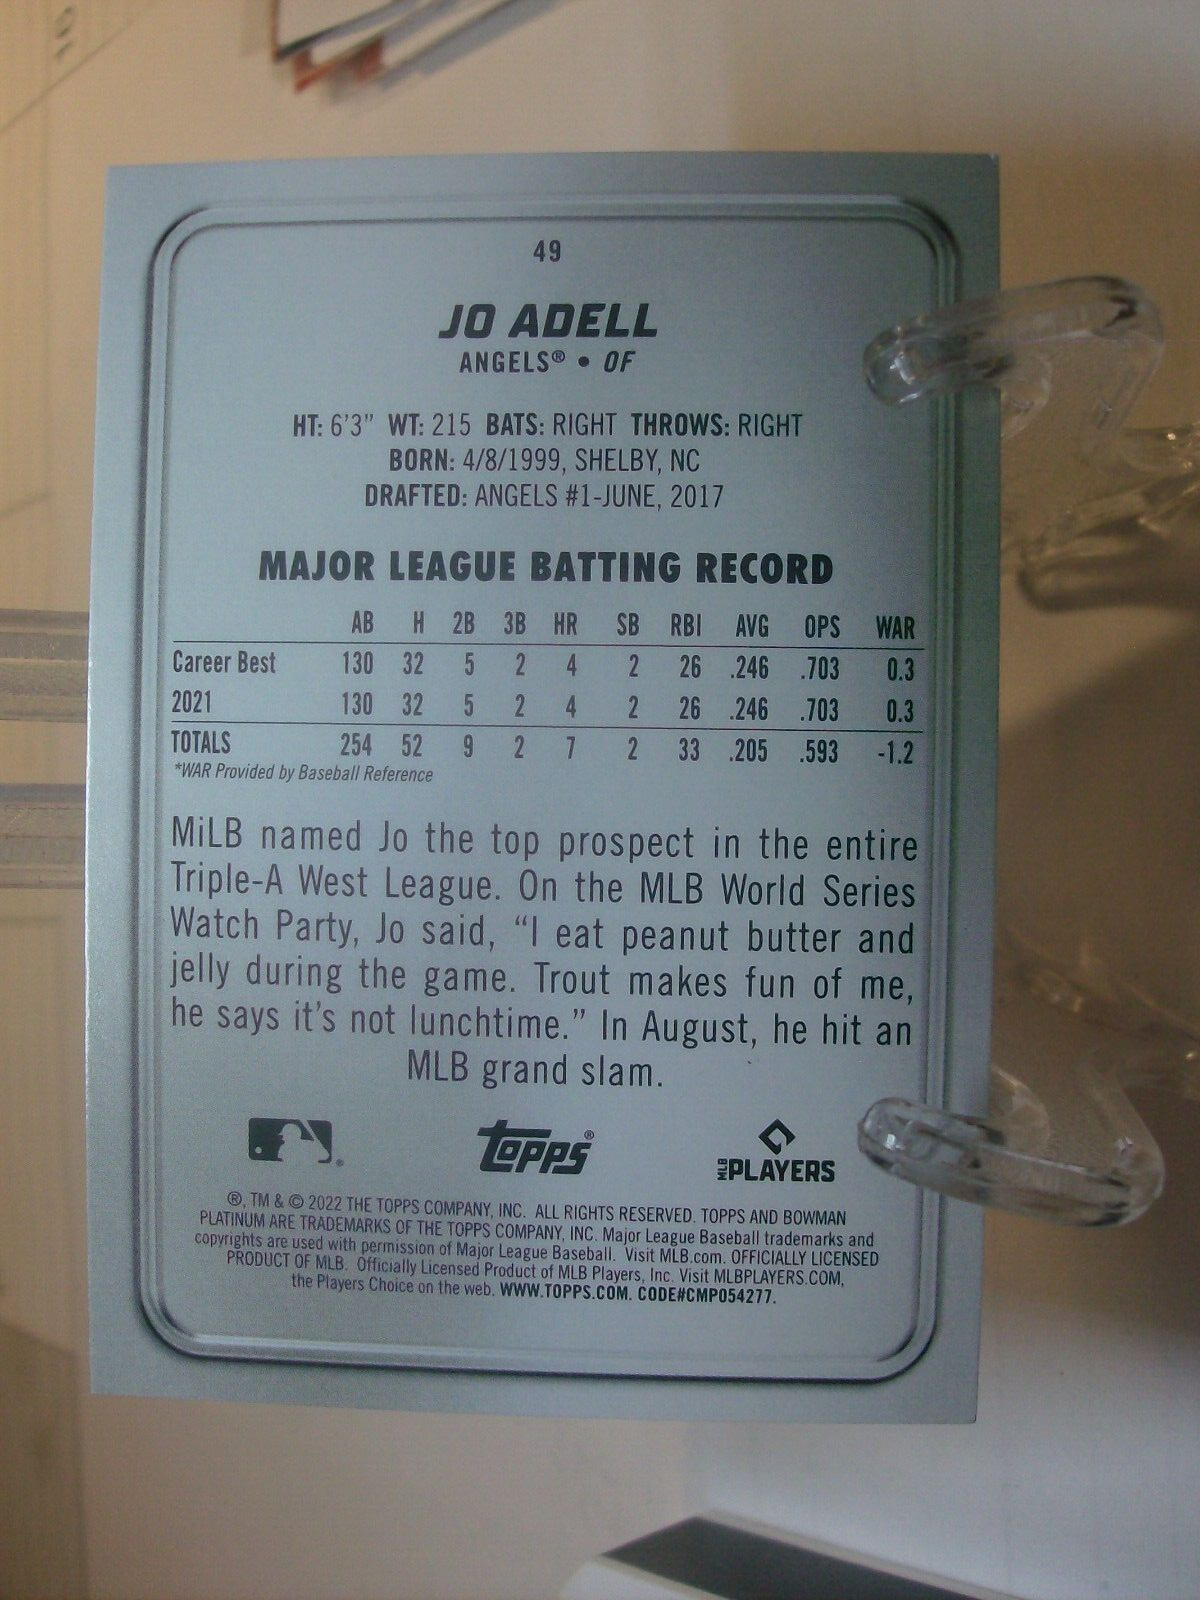 49
JO ADELL
ANGELS® • OF
HT: 6'3" WT: 215 BATS: RIGHT THROWS: RIGHT
BORN: 4/8/1999, SHELBY, NC
DRAFTED: ANGELS #1-JUNE, 2017
MAJOR LEAGUE BATTING RECORD
AB H 2B 3B HR SB RBI AVG OPS WAR
Career Best 130 32 5 2 4 2 26 .246 .703 0.3
2021 130 32 5 2 4 2 26 .246 .703 0.3
TOTALS 254 52 9 2 7 2 33 .205 .593 -1.2
*WAR Provided by Baseball Reference
MiLB named Jo the top prospect in the entire
Triple-A West League. On the MLB World Series
Watch Party, Jo said, “I eat peanut butter and
jelly during the game. Trout makes fun of me,
he says it's not lunchtime.” In August, he hit an
MLB grand slam.
® Topps® MLB PLAYERS
®, TM & © 2022 THE TOPPS COMPANY, INC. ALL RIGHTS RESERVED. TOPPS AND BOWMAN
PLATINUM ARE TRADEMARKS OF THE TOPPS COMPANY, INC. Major League Baseball trademarks and
copyrights are used with permission of Major League Baseball. Visit MLB.com. OFFICIALLY LICENSED
PRODUCT OF MLB. Officially Licensed Product of MLB Players, Inc. Visit MLBPLAYERS.COM,
the Players Choice on the web. WWW.TOPPS.COM. CODE#CMP054277.